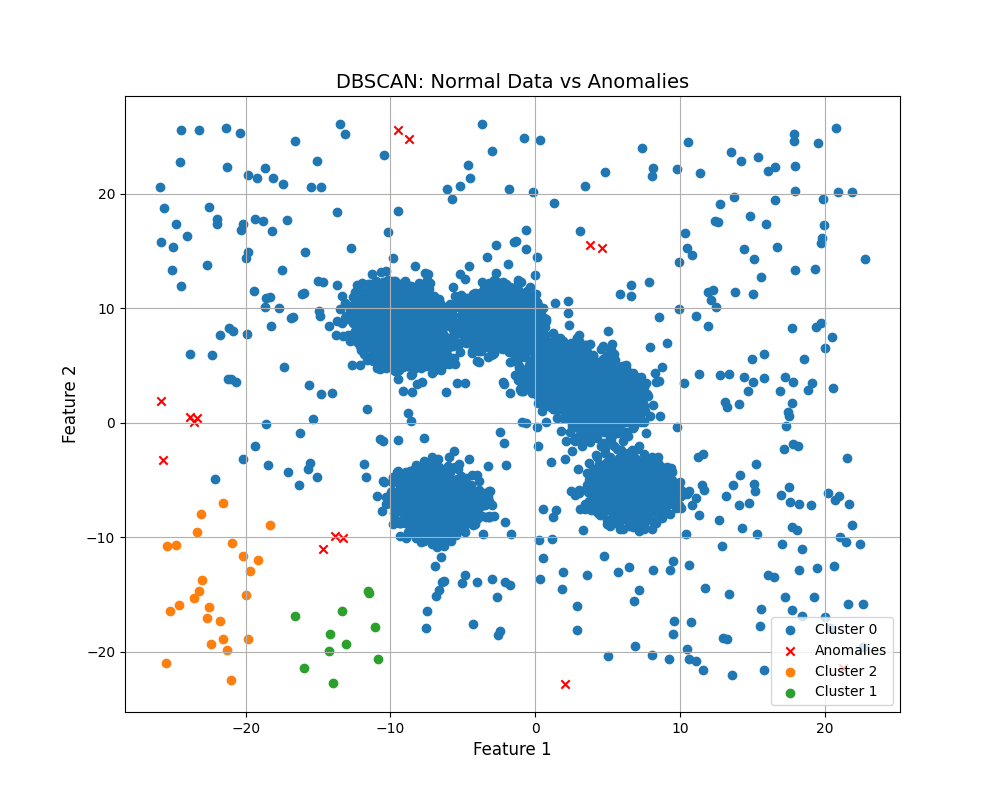 DBSCAN: Normal Data vs Anomalies
20
10
0
−10
−20
Feature 2
−20
−10
0
10
20
Feature 1
Cluster 0
Anomalies
Cluster 2
Cluster 1